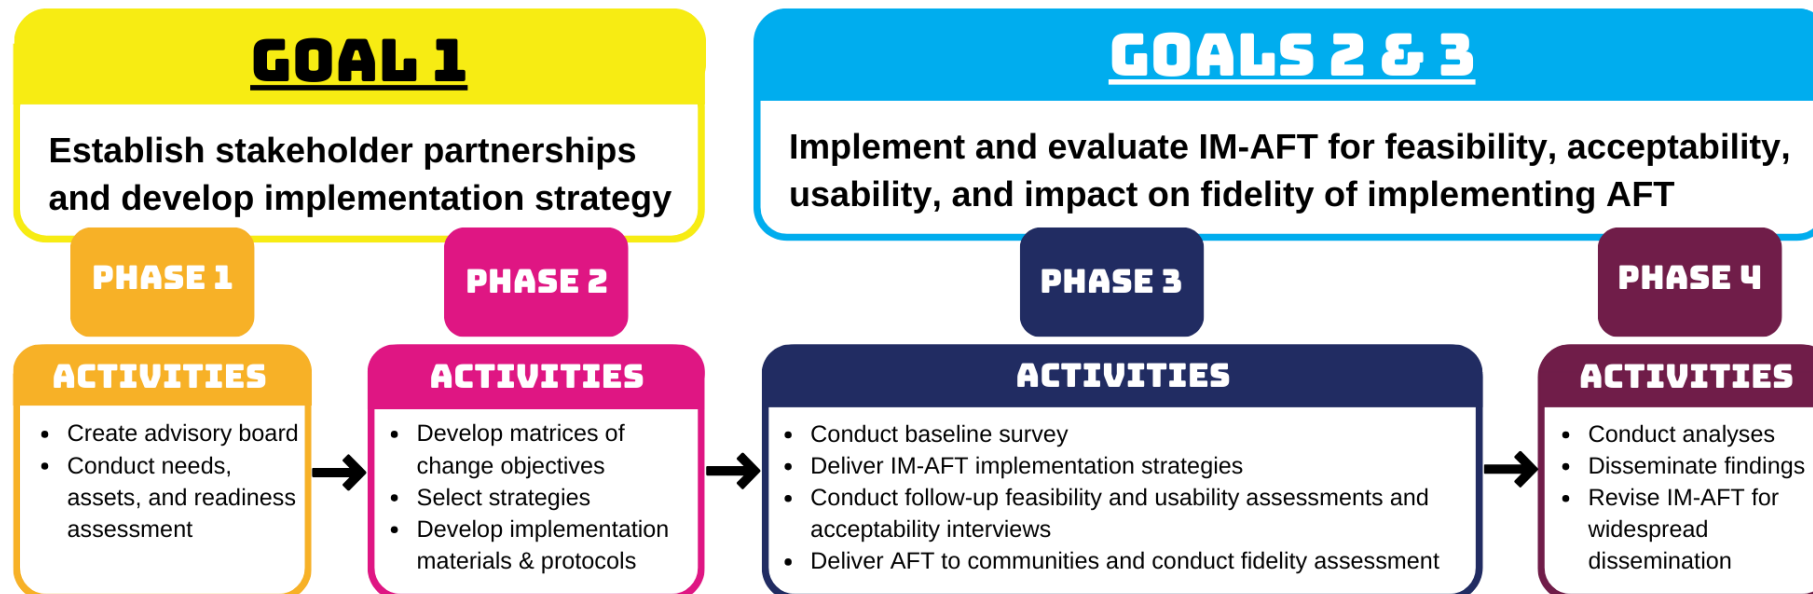 GOAL 1
Establish stakeholder partnerships
and develop implementation strategy
GOALS 2 & 3
Implement and evaluate IM-AFT for feasibility, acceptability,
usability, and impact on fidelity of implementing AFT
PHASE 1
ACTIVITIES
• Create advisory board
• Conduct needs,
assets, and readiness
assessment
PHASE 2
ACTIVITIES
• Develop matrices of
change objectives
• Select strategies
• Develop implementation
materials & protocols
PHASE 3
ACTIVITIES
• Conduct baseline survey
• Deliver IM-AFT implementation strategies
• Conduct follow-up feasibility and usability assessments and
acceptability interviews
• Deliver AFT to communities and conduct fidelity assessment
PHASE 4
ACTIVITIES
• Conduct analyses
• Disseminate findings
• Revise IM-AFT for
widespread
dissemination